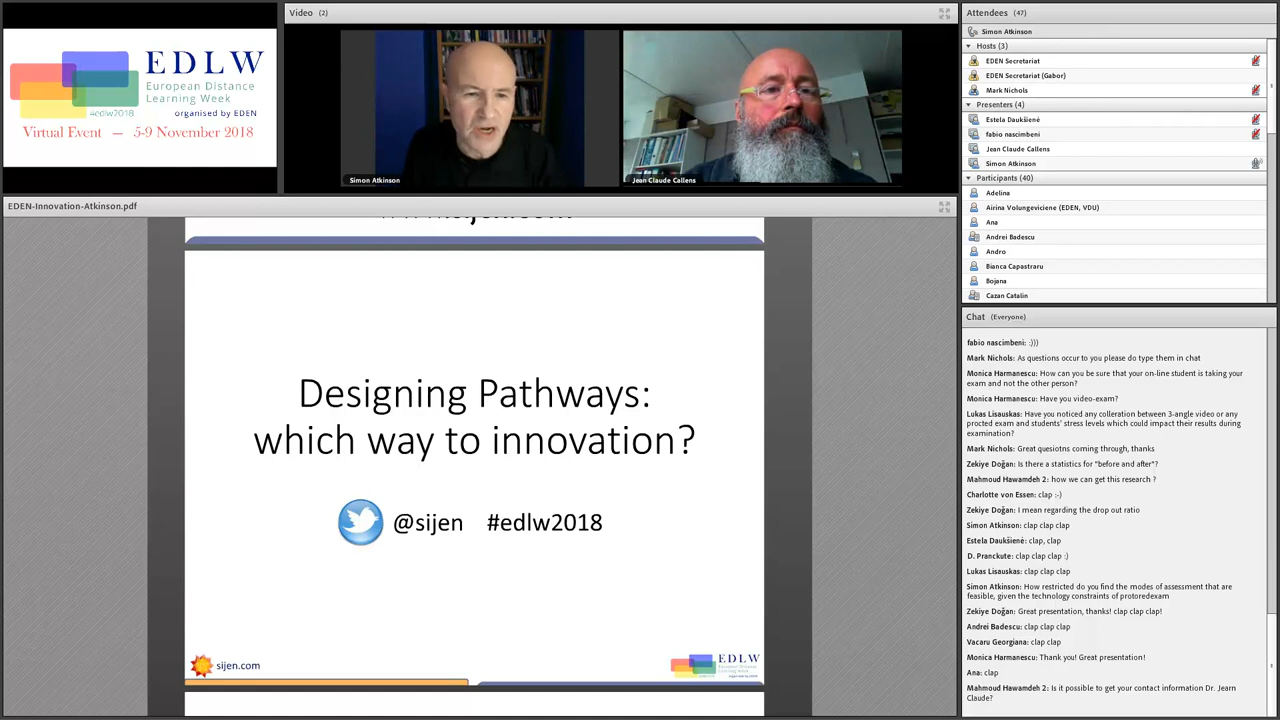 EDLW
European Distance
Learning Week
#edlw2018
organised by EDEN
Virtual Event — 5-9 November 2018
Video (2)
Simon Atkinson
Jean Claude Callens
EDEN-Innovation-Atkinson.pdf
Designing Pathways:
which way to innovation?
@sijen #edlw2018
sijen.com
EDLW
European Distance
Learning Week
Attendees (47)
Simon Atkinson
Hosts (3)
EDEN Secretariat
EDEN Secretariat (Gabor)
Mark Nichols
Presenters (4)
Estela Daukšienė
fabio nascimbeni
Jean Claude Callens
Simon Atkinson
Participants (40)
Adelina
Airina Volungeviciene (EDEN, VDU)
Ana
Andrei Badescu
Andro
Bianca Capastraru
Bojana
Cazan Catalin
Chat (Everyone)
fabio nascimbeni: :)))
Mark Nichols: As questions occur to you please do type them in chat
Monica Harmanescu: How can you be sure that your on-line student is taking your
exam and not the other person?
Monica Harmanescu: Have you video-exam?
Lukas Lisauskas: Have you noticed any colleration between 3-angle video or any
procted exam and students' stress levels which could impact their results during
examination?
Mark Nichols: Great quesiotns coming through, thanks
Zekiye Doğan: Is there a statistics for "before and after"?
Mahmoud Hawamdeh 2: how we can get this research ?
Charlotte von Essen: clap :-)
Zekiye Doğan: I mean regarding the drop out ratio
Simon Atkinson: clap clap clap
Estela Daukšienė: clap, clap
D. Pranckute: clap clap clap :)
Lukas Lisauskas: clap clap clap
Simon Atkinson: How restricted do you find the modes of assessment that are
feasible, given the technology constraints of protoredexam
Zekiye Doğan: Great presentation, thanks! clap clap clap!
Andrei Badescu: clap clap clap
Vacaru Georgiana: clap clap
Monica Harmanescu: Thank you! Great presentation!
Ana: clap
Mahmoud Hawamdeh 2: Is it possible to get your contact information Dr. Jearn
Claude?